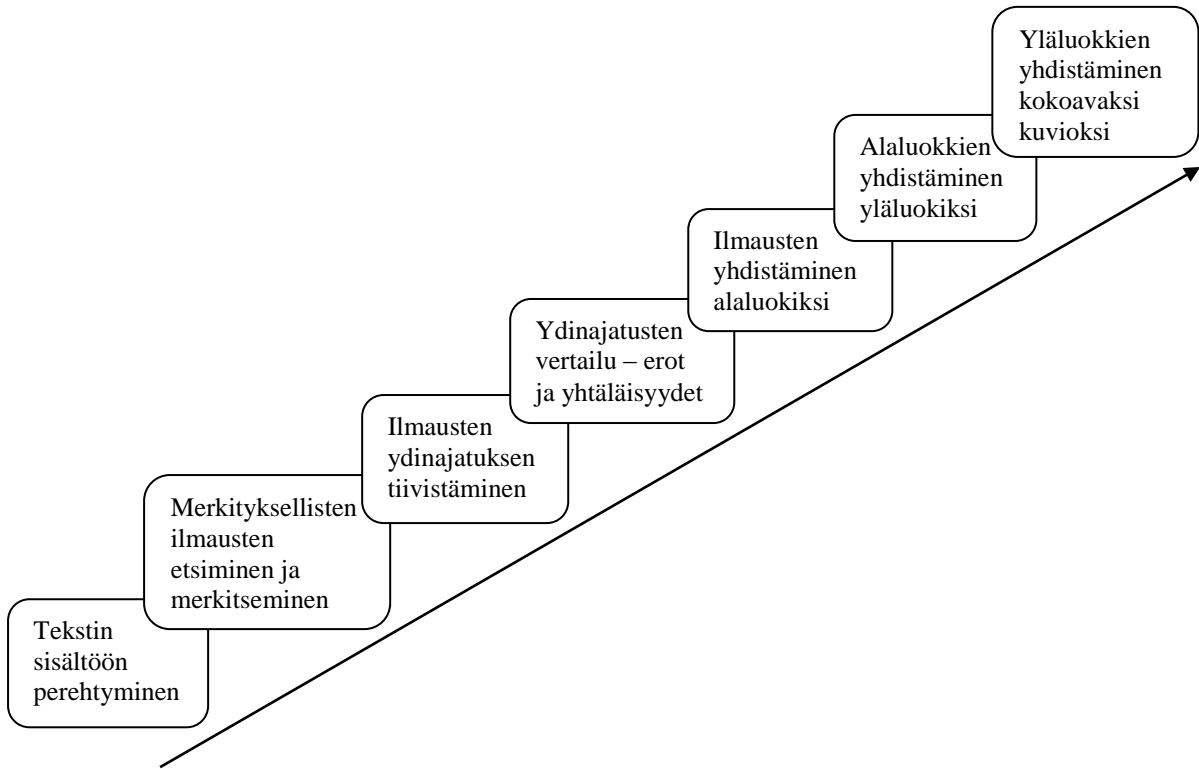 Tekstin
sisältöön
perehtyminen
Merkityksellisten
ilmausten
etsiminen ja
merkitseminen
Ilmausten
ydinajatuksen
tiivistäminen
Ydinajatusten
vertailu – erot
ja yhtäläisyydet
Ilmausten
yhdistäminen
alaluokiksi
Alaluokkien
yhdistäminen
yläluokiksi
Yläluokkien
yhdistäminen
kokoavaksi
kuvioksi